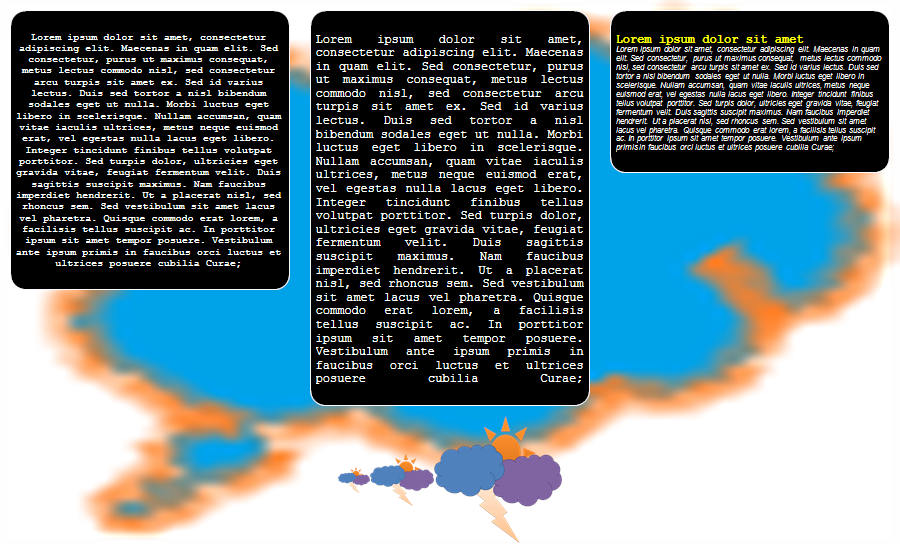 Lorem ipsum dolor sit amet, consectetur
adipiscing elit. Maecenas in quam elit. Sed
consectetur, purus ut maximus consequat,
metus lectus commodo nisl, sed consectetur
arcu turpis sit amet ex. Sed id varius
lectus. Duis sed tortor a nisl bibendum
sodales eget ut nulla. Morbi luctus eget
libero in scelerisque. Nullam accumsan, quam
vitae iaculis ultrices, metus neque euismod
erat, vel egestas nulla lacus eget libero.
Integer tincidunt finibus tellus volutpat
porttitor. Sed turpis dolor, ultricies eget
gravida vitae, feugiat fermentum velit. Duis
sagittis suscipit maximus. Nam faucibus
imperdiet hendrerit. Ut a placerat nisl, sed
rhoncus sem. Sed vestibulum sit amet lacus
vel pharetra. Quisque commodo erat lorem, a
facilisis tellus suscipit ac. In porttitor
ipsum sit amet tempor posuere. Vestibulum
ante ipsum primis in faucibus orci luctus et
ultrices posuere cubilia Curae;
Lorem ipsum dolor sit amet,
consectetur adipiscing elit. Maecenas
in quam elit. Sed consectetur, purus
ut maximus consequat, metus lectus
commodo nisl, sed consectetur arcu
turpis sit amet ex. Sed id varius
lectus. Duis sed tortor a nisl
bibendum sodales eget ut nulla. Morbi
luctus eget libero in scelerisque.
Nullam accumsan, quam vitae iaculis
ultrices, metus neque euismod erat,
vel egestas nulla lacus eget libero.
Integer tincidunt finibus tellus
volutpat porttitor. Sed turpis dolor,
ultricies eget gravida vitae, feugiat
fermentum velit. Duis sagittis
suscipit maximus. Nam faucibus
imperdiet hendrerit. Ut a placerat
nisl, sed rhoncus sem. Sed vestibulum
sit amet lacus vel pharetra. Quisque
commodo erat lorem, a facilisis
tellus suscipit ac. In porttitor
ipsum sit amet tempor posuere.
Vestibulum ante ipsum primis in
faucibus orci luctus et ultrices
posuere cubilia Curae;
Lorem ipsum dolor sit amet
Lorem ipsum dolor sit amet, consectetur adipiscing elit. Maecenas in quam
elit. Sed consectetur, purus ut maximus consequat, metus lectus commodo
nisl, sed consectetur arcu turpis sit amet ex. Sed id varius lectus. Duis sed
tortor a nisl bibendum sodales eget ut nulla. Morbi luctus eget libero in
scelerisque. Nullam accumsan, quam vitae iaculis ultrices, metus neque
euismod erat, vel egestas nulla lacus eget libero. Integer tincidunt finibus
tellus volutpat porttitor. Sed turpis dolor, ultricies eget gravida vitae, feugiat
fermentum velit. Duis sagittis suscipit maximus. Nam faucibus imperdiet
hendrerit. Ut a placerat nisl, sed rhoncus sem. Sed vestibulum sit amet
lacus vel pharetra. Quisque commodo erat lorem, a facilisis tellus suscipit
ac. In porttitor ipsum sit amet tempor posuere. Vestibulum ante ipsum
primis in faucibus orci luctus et ultrices posuere cubilia Curae;